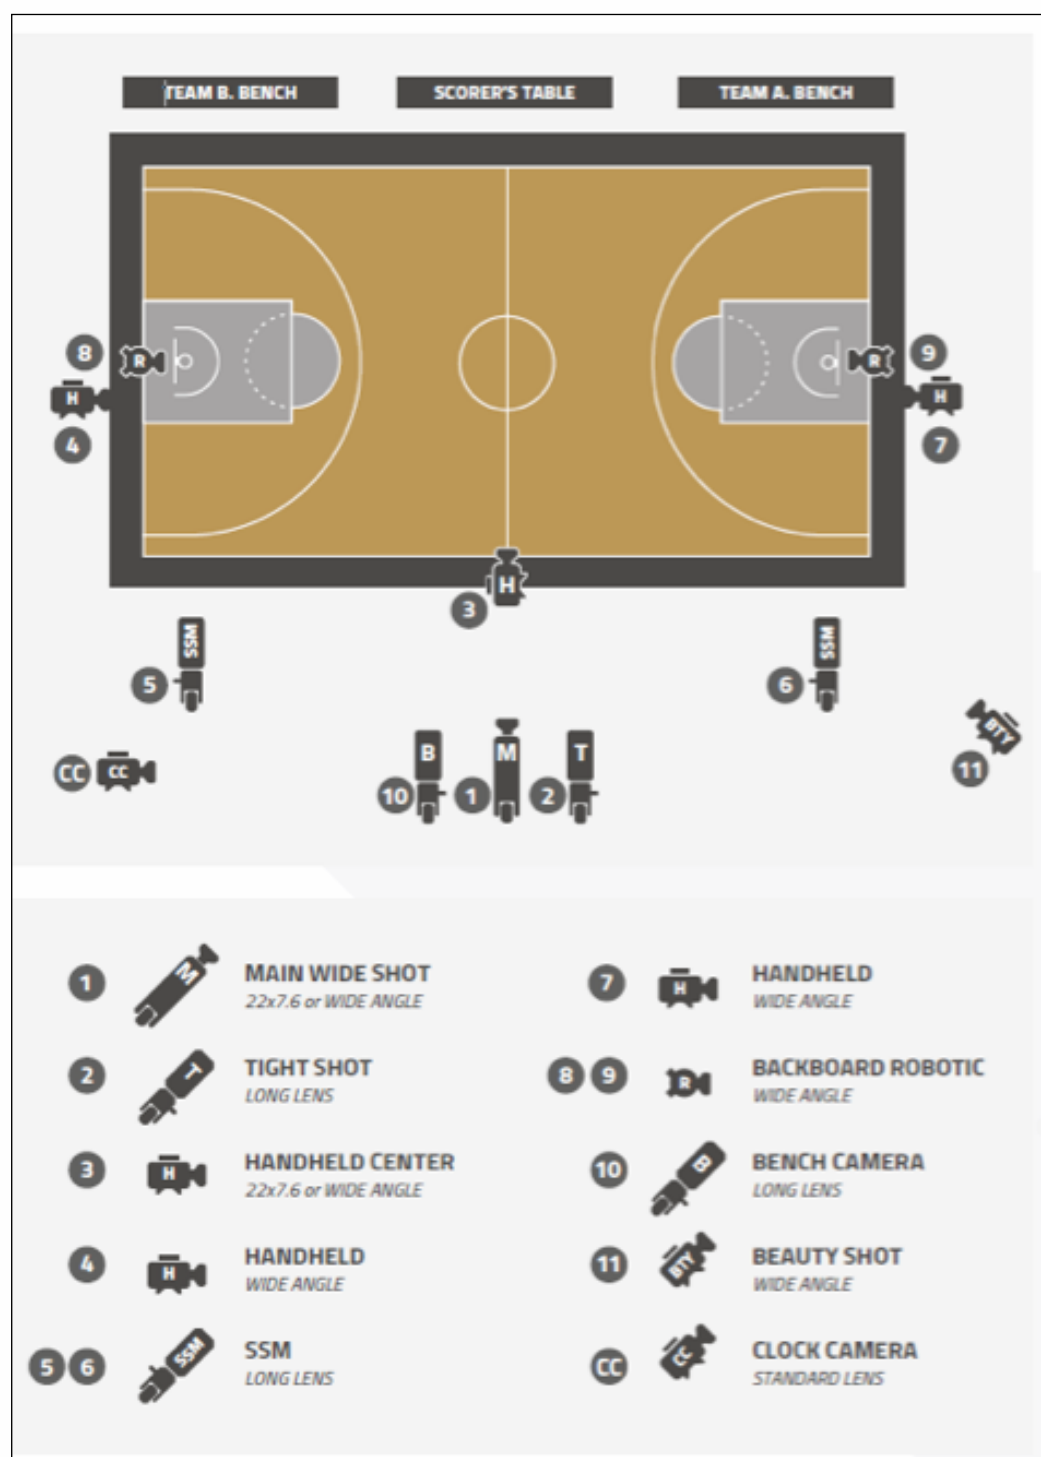 TEAM B. BENCH
SCORER'S TABLE
TEAM A. BENCH
8
R
R
9
H
H
4
7
H
3
SSM
SSM
5
6
BTY
CC
CC
11
B
M
T
10
1
2
1
M
MAIN WIDE SHOT
22x7.6 or WIDE ANGLE
2
T
TIGHT SHOT
LONG LENS
3
H
HANDHELD CENTER
22x7.6 or WIDE ANGLE
4
H
HANDHELD
WIDE ANGLE
5 6
SSM
SSM
LONG LENS
7
H
HANDHELD
WIDE ANGLE
8 9
R
BACKBOARD ROBOTIC
WIDE ANGLE
10
B
BENCH CAMERA
LONG LENS
11
BTY
BEAUTY SHOT
WIDE ANGLE
CC
CC
CLOCK CAMERA
STANDARD LENS